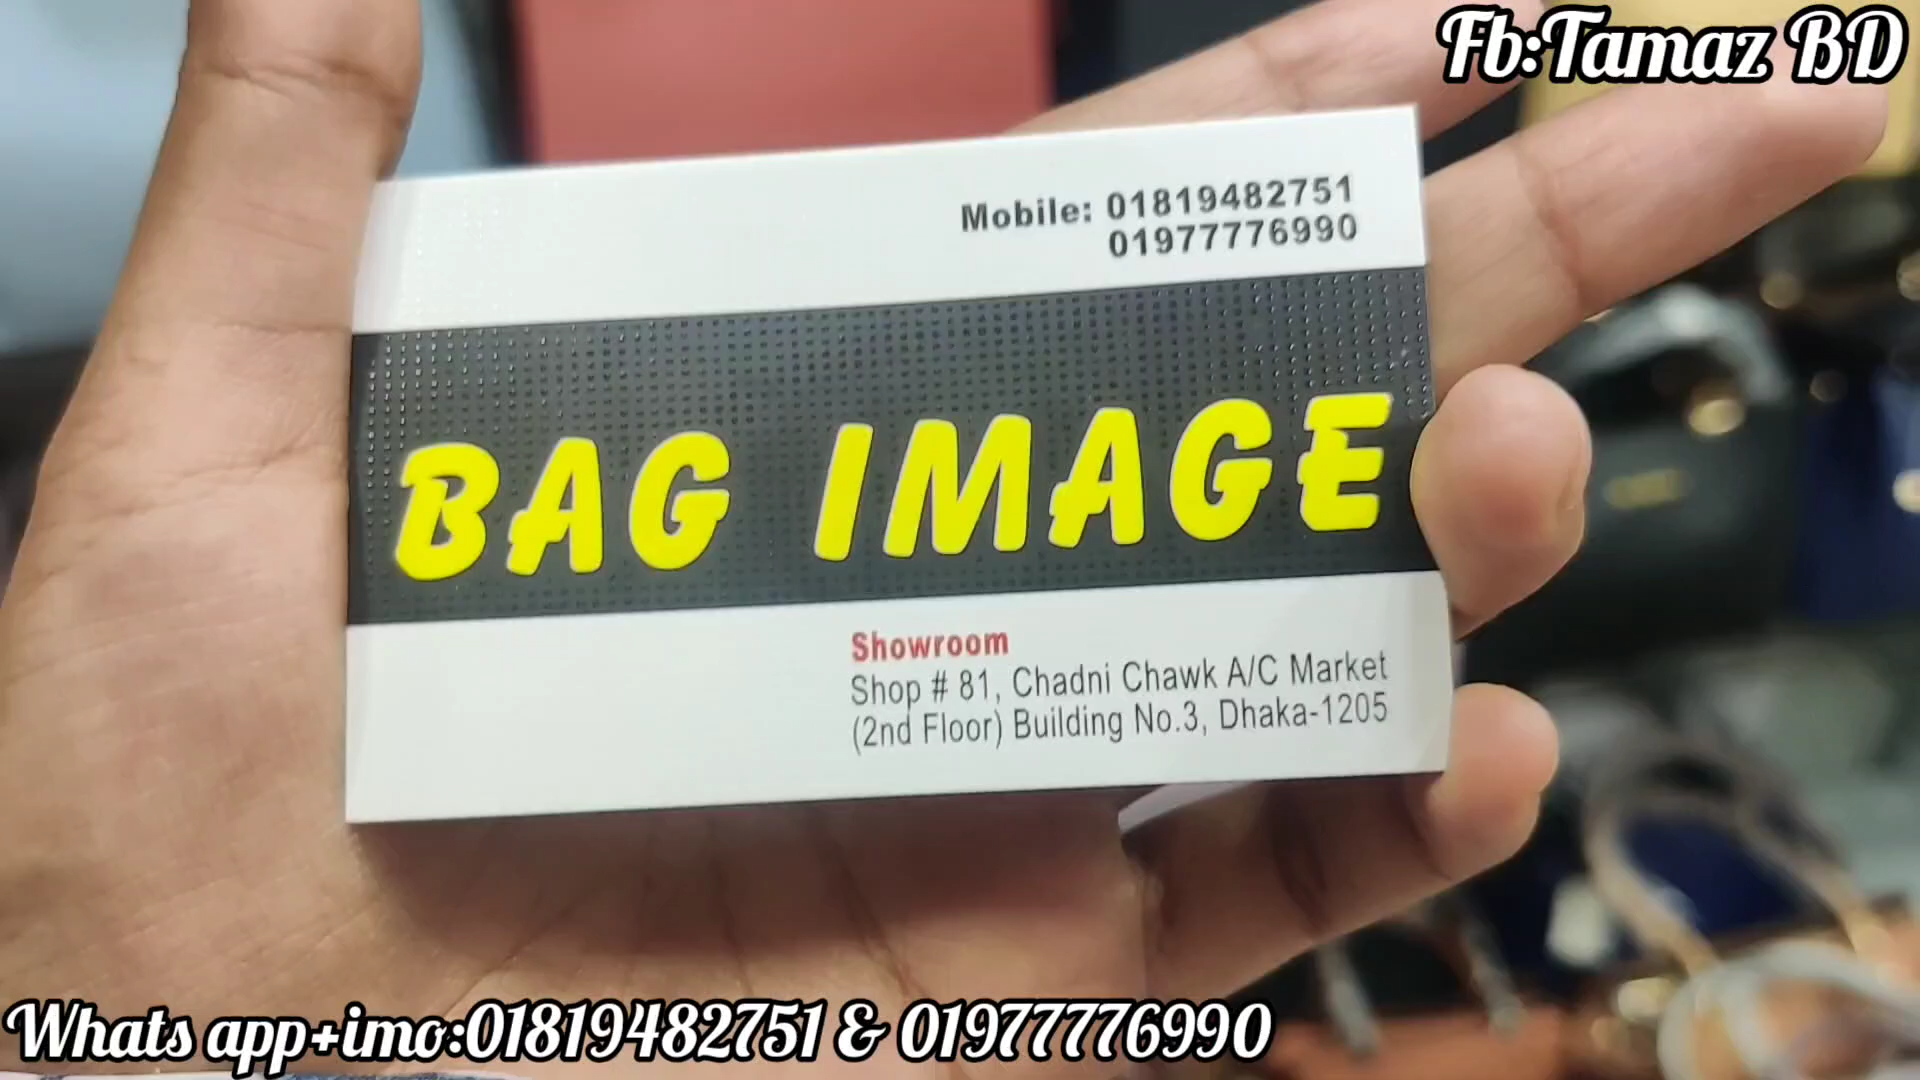 Fb:Tamaz BD
Mobile: 01819482751
01977776990
BAG IMAGE
Showroom
Shop # 81, Chadni Chawk A/C Market
(2nd Floor) Building No.3, Dhaka-1205
Whats app+imo:01819482751 & 01977776990